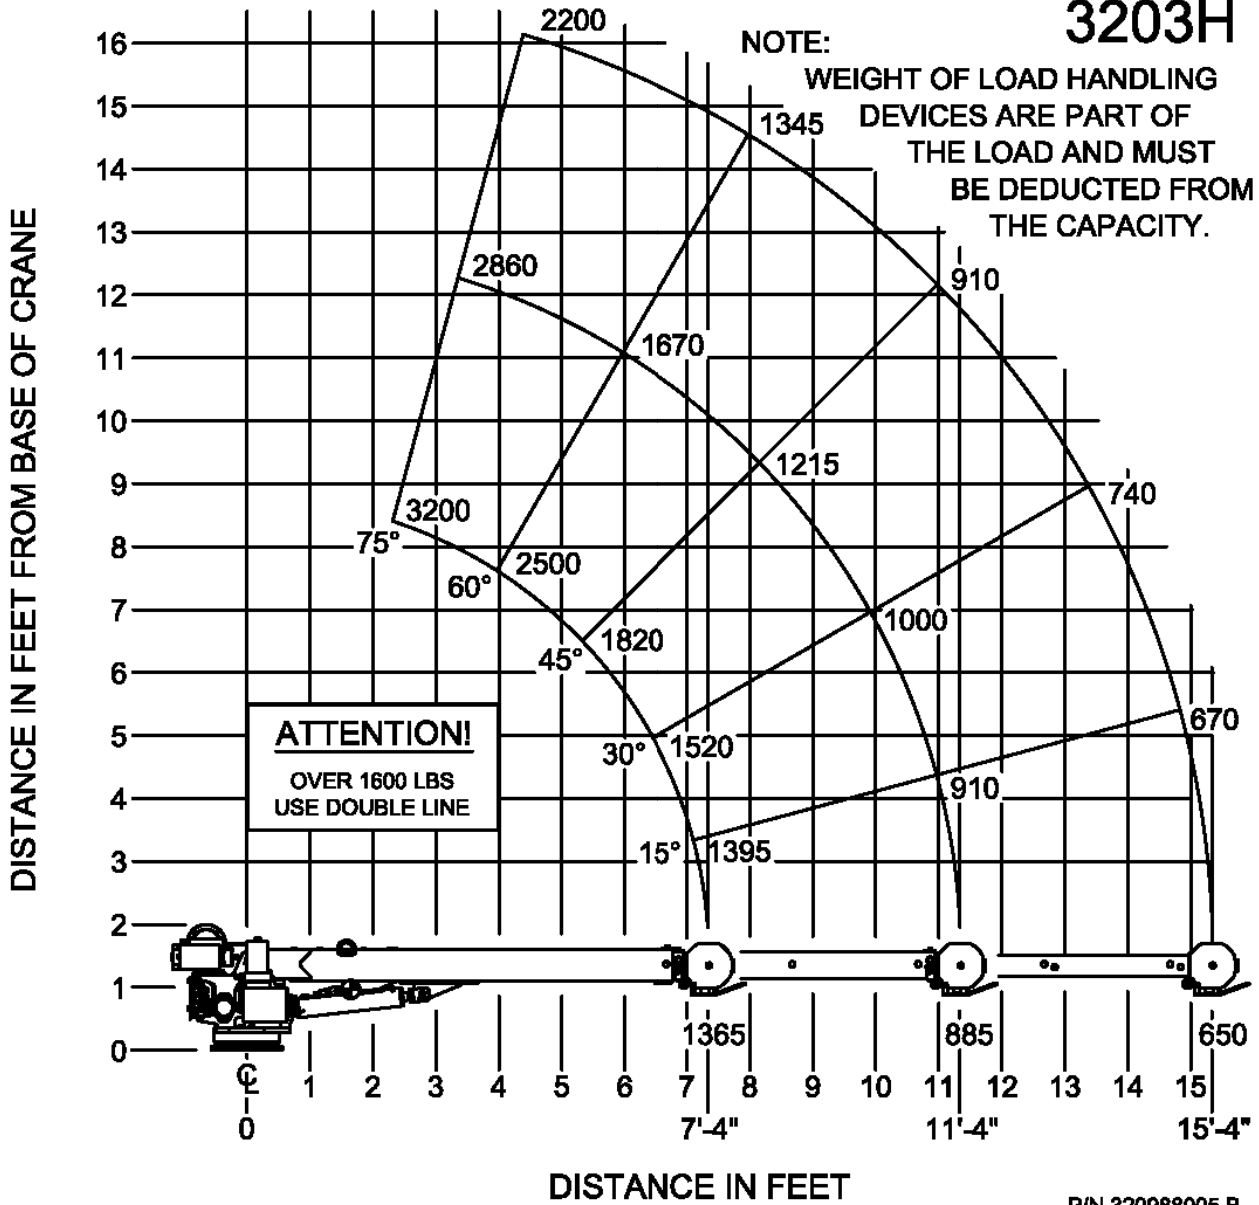 3203H
NOTE:
WEIGHT OF LOAD HANDLING
DEVICES ARE PART OF
THE LOAD AND MUST
BE DEDUCTED FROM
THE CAPACITY.
DISTANCE IN FEET FROM BASE OF CRANE
16
15
14
13
12
11
10
9
8
7
6
5
4
3
2
1
0
2200
1345
910
740
670
650
2860
1670
1215
1000
910
885
3200
2500
1820
1520
1395
1365
75°
60°
45°
30°
15°
ATTENTION!
OVER 1600 LBS
USE DOUBLE LINE
℄ 1 2 3 4 5 6 7 8 9 10 11 12 13 14 15
0 7'-4" 11'-4" 15'-4"
DISTANCE IN FEET